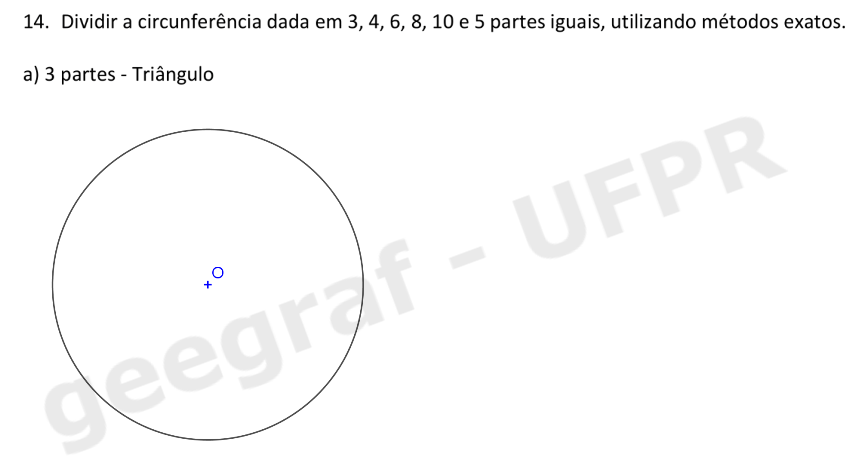 14. Dividir a circunferência dada em 3, 4, 6, 8, 10 e 5 partes iguais, utilizando métodos exatos.
a) 3 partes - Triângulo
O
geegraf - UFPR